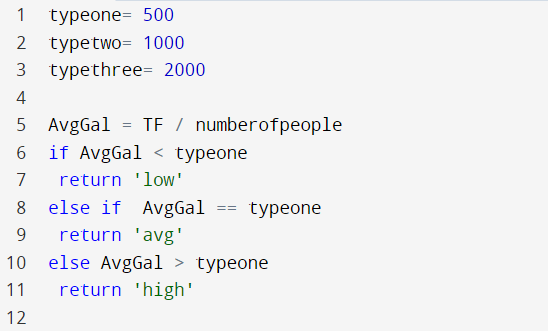 1 typeone= 500
2 typetwo= 1000
3 typethree= 2000
4
5 AvgGal = TF / numberofpeople
6 if AvgGal < typeone
7  return 'low'
8 else if  AvgGal == typeone
9  return 'avg'
10 else AvgGal > typeone
11  return 'high'
12